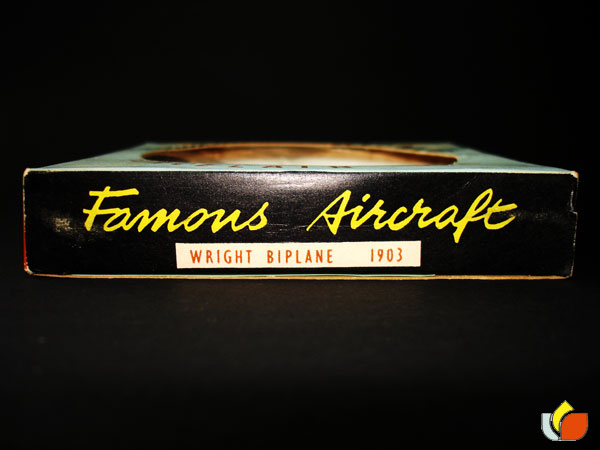 Famous Aircraft
WRIGHT BIPLANE 1903